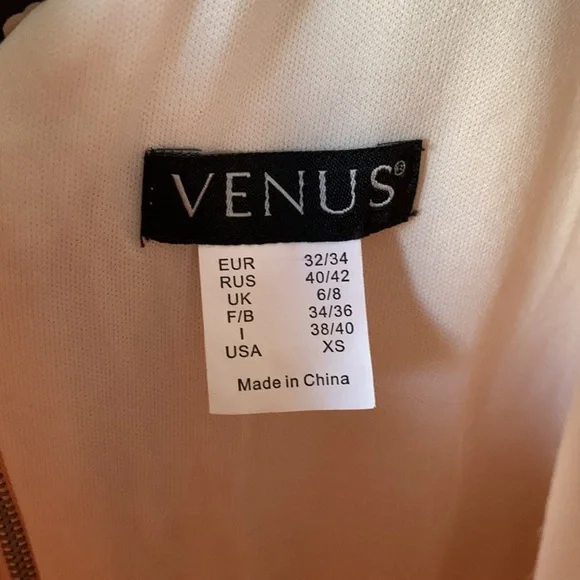 VENUS®
EUR 32/34
RUS 40/42
UK 6/8
F/B 34/36
I 38/40
USA XS
Made in China